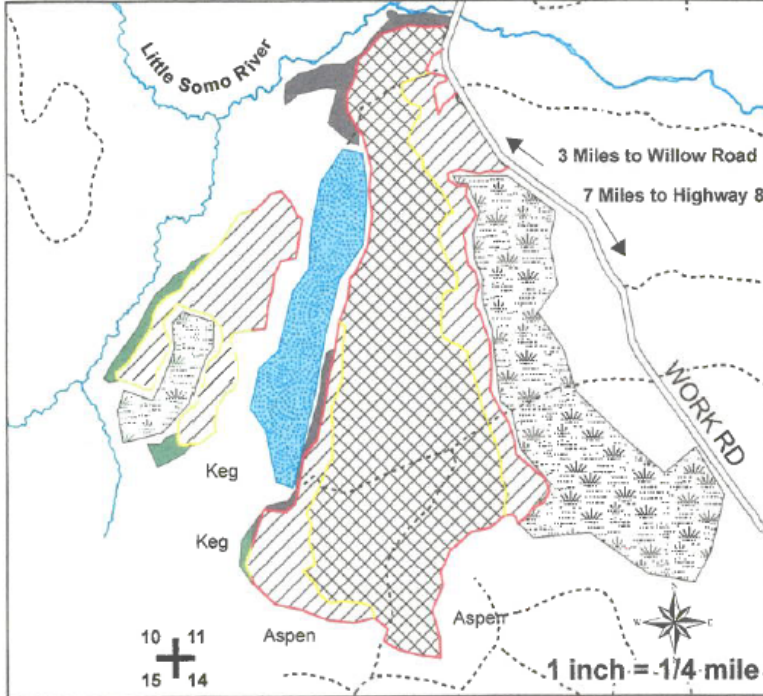 Little Somo River
3 Miles to Willow Road
7 Miles to Highway 8
WORK RD
Keg
Keg
Aspen
Aspen
10 11
15 14
N
W E
S
1 inch = 1/4 mile